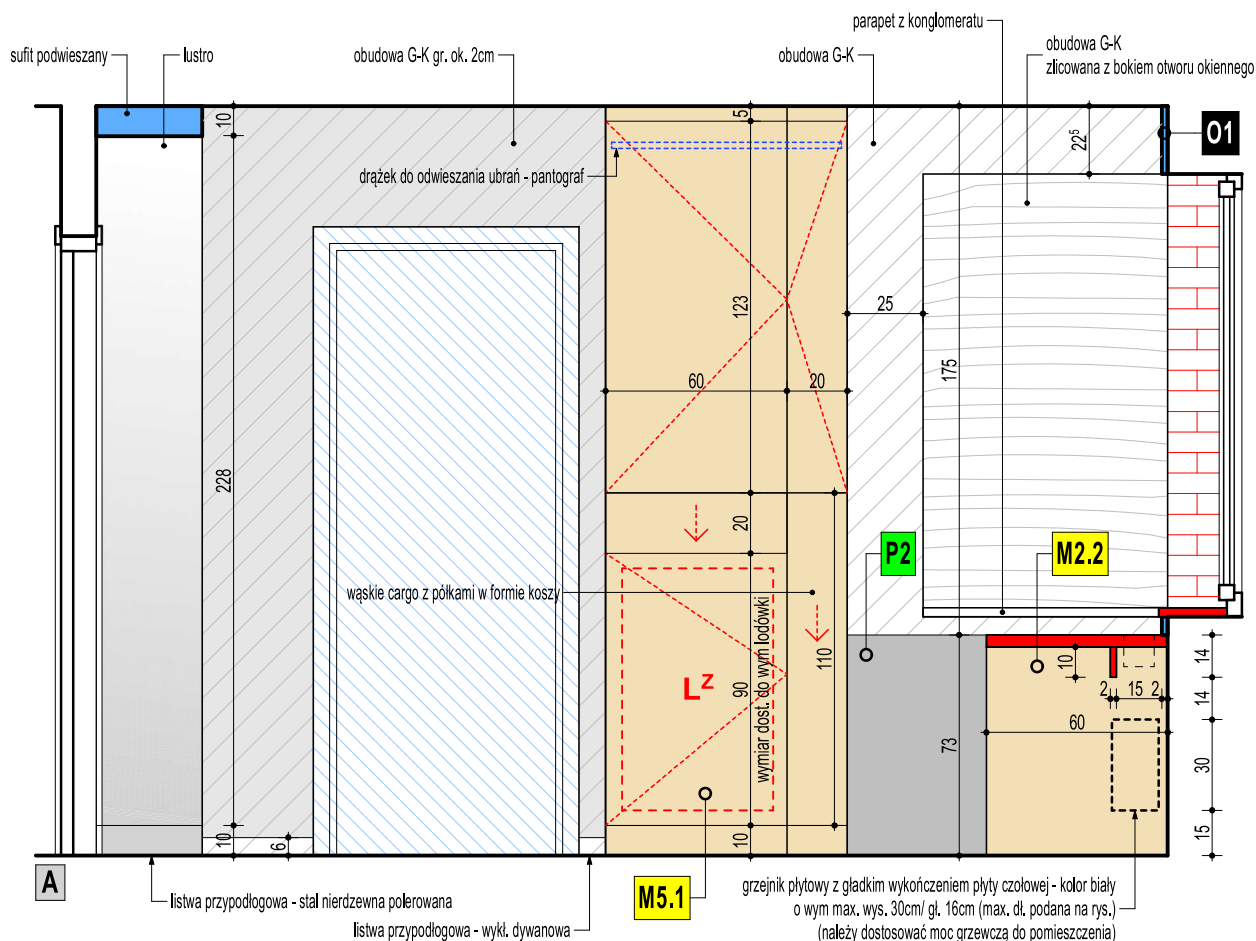 parapet z konglomeratu
sufit podwieszany
lustro
obudowa G-K gr. ok. 2cm
obudowa G-K
obudowa G-K
zlicowana z bokiem otworu okiennego
10
5
22⁵
O1
drążek do odwieszania ubrań - pantograf
123
25
175
60
20
228
20
P2
M2.2
wąskie cargo z półkami w formie koszy
wymiar dost. do wym lodówki
110
90
Lᶻ
10
14
2
15
2
14
60
73
30
10
6
10
15
A
M5.1
listwa przypodłogowa - stal nierdzewna polerowana
listwa przypodłogowa - wykł. dywanowa
grzejnik płytowy z gładkim wykończeniem płyty czołowej - kolor biały
o wym max. wys. 30cm/ gł. 16cm (max. dł. podana na rys.)
(należy dostosować moc grzewczą do pomieszczenia)